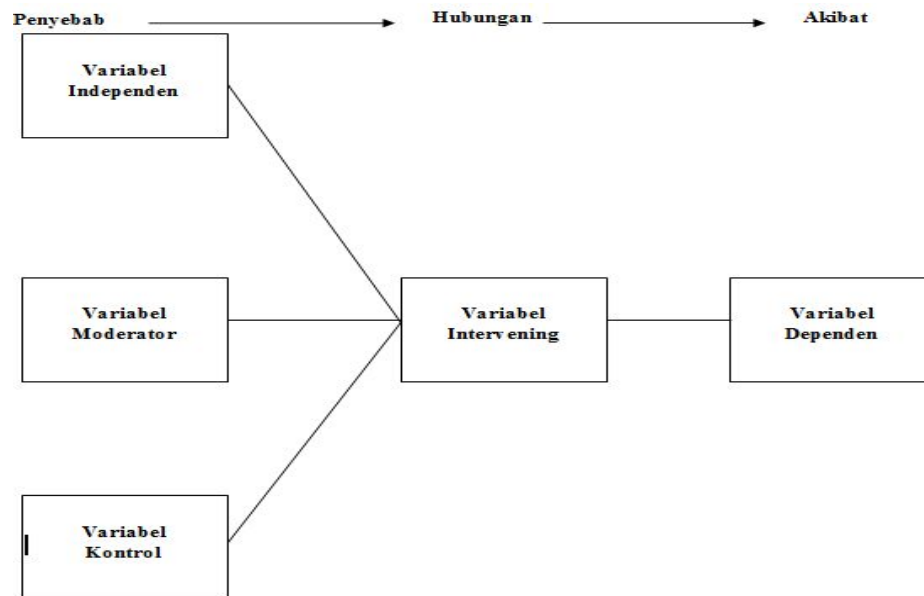 Penyebab
Hubungan
Akibat
Variabel
Independen
Variabel
Moderator
Variabel
Intervening
Variabel
Dependen
Variabel
Kontrol